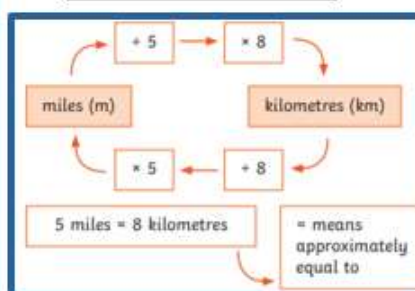 ÷ 5
× 8
miles (m)
kilometres (km)
× 5
÷ 8
5 miles = 8 kilometres
= means
approximately
equal to